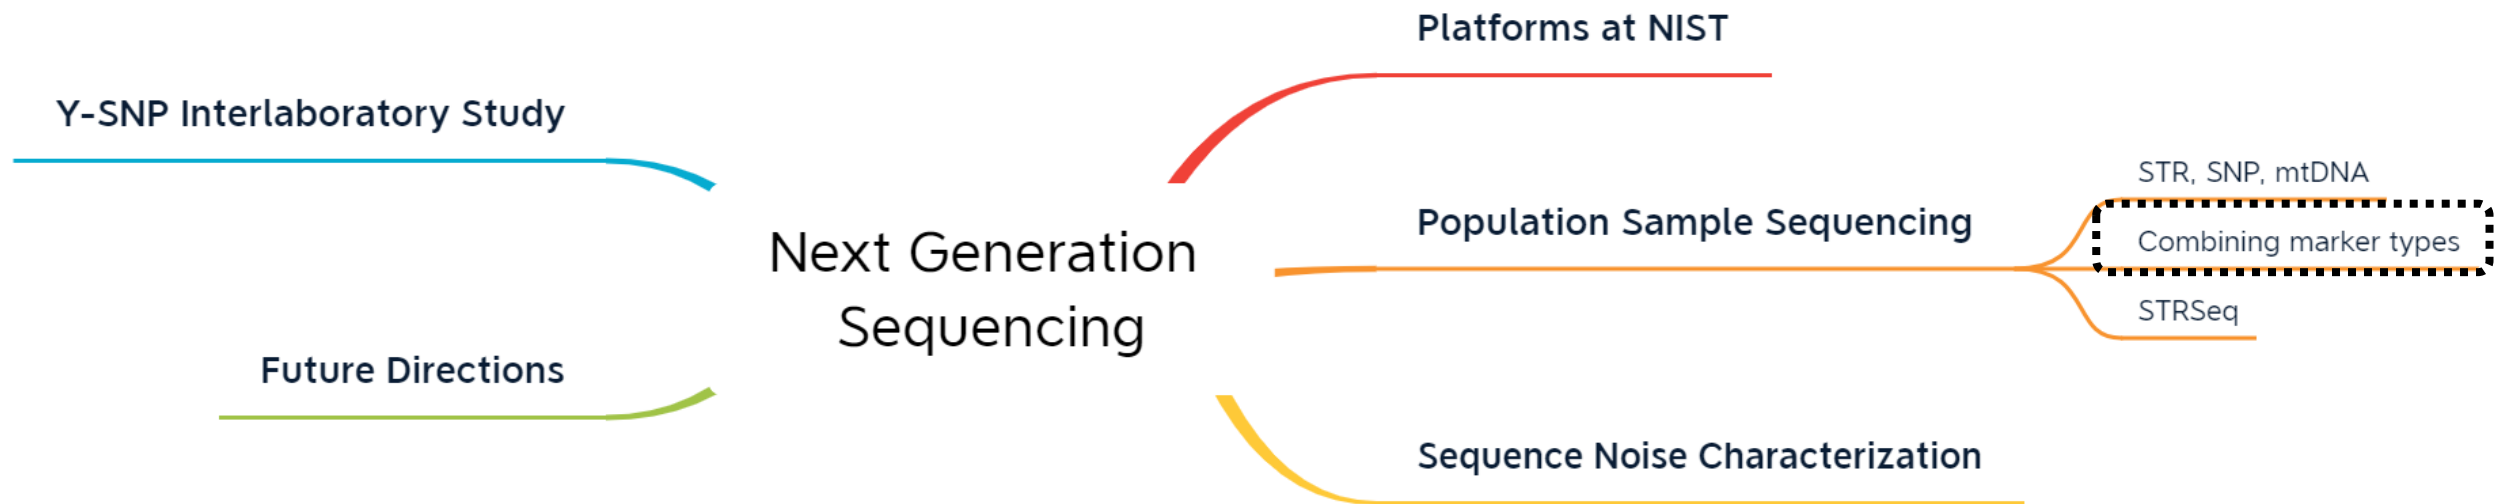 Platforms at NIST
Y-SNP Interlaboratory Study
STR, SNP, mtDNA
Population Sample Sequencing
Combining marker types
Next Generation
Sequencing
STRSeq
Future Directions
Sequence Noise Characterization